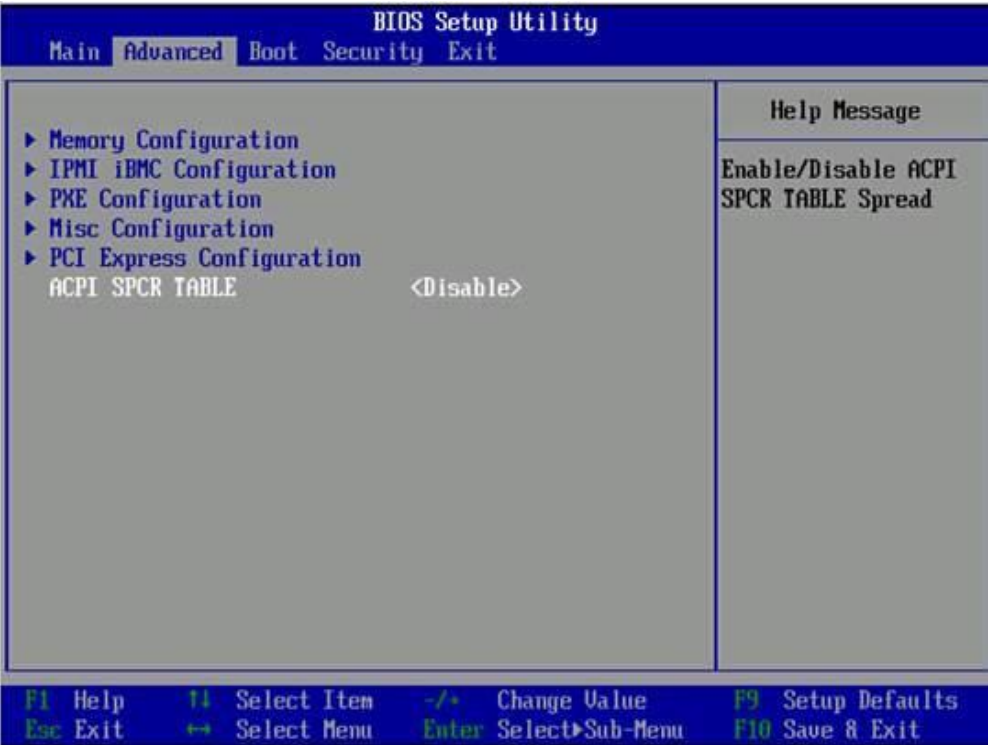 BIOS Setup Utility
Main Advanced Boot Security Exit
Help Message
Enable/Disable ACPI
SPCR TABLE Spread
▶ Memory Configuration
▶ IPMI iBMC Configuration
▶ PXE Configuration
▶ Misc Configuration
▶ PCI Express Configuration
ACPI SPCR TABLE <Disable>
F1 Help ↑↓ Select Item -/+ Change Value F9 Setup Defaults
Esc Exit ↔ Select Menu Enter Select▶Sub-Menu F10 Save & Exit